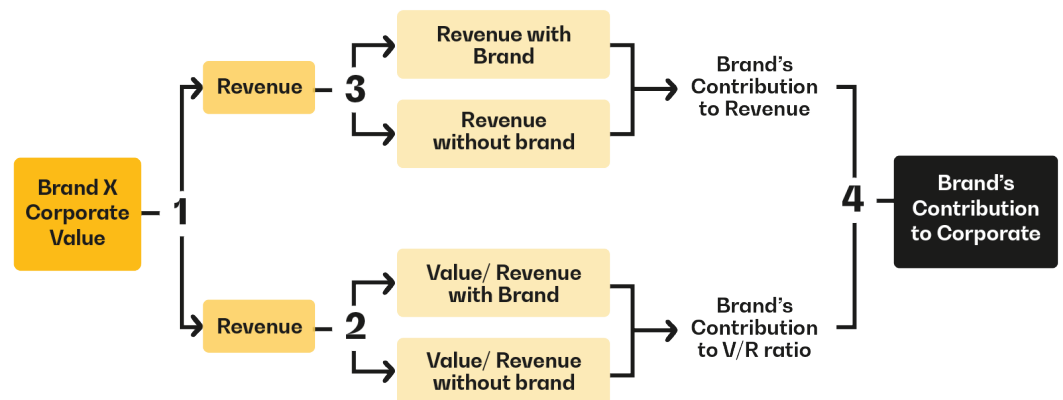 Brand X
Corporate
Value
1
Revenue
3
Revenue with
Brand
Revenue
without brand
Brand's
Contribution
to Revenue
Revenue
2
Value/ Revenue
with Brand
Value/ Revenue
without brand
Brand's
Contribution
to V/R ratio
4
Brand's
Contribution
to Corporate